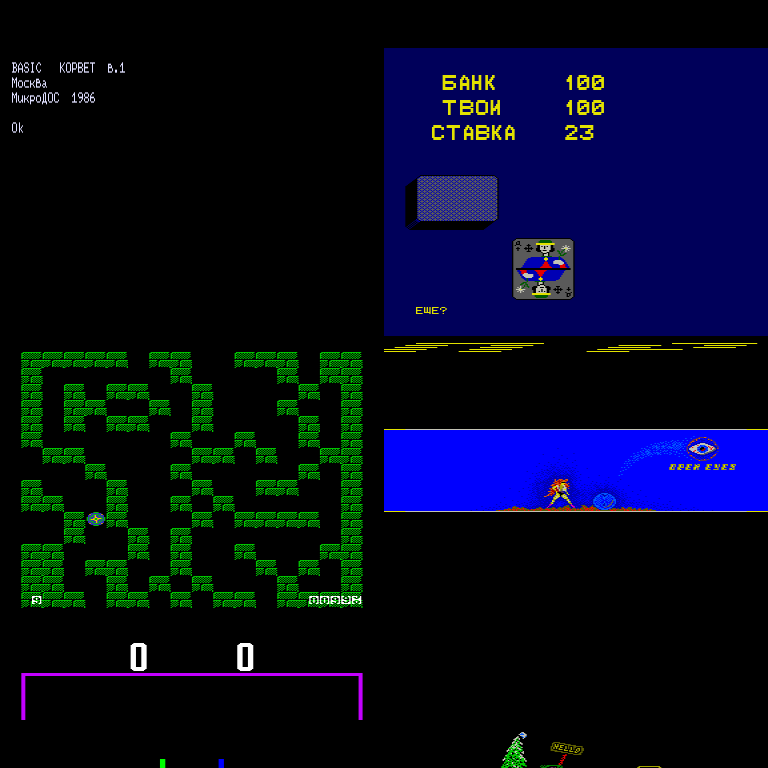 BASIC КОРВЕТ в.1
Москва
МикроДОС 1986
Ok
БАНК 100
ТВОИ 100
СТАВКА 23
ЕЩЕ?
OPEN EYES
9
0 0
HELLO